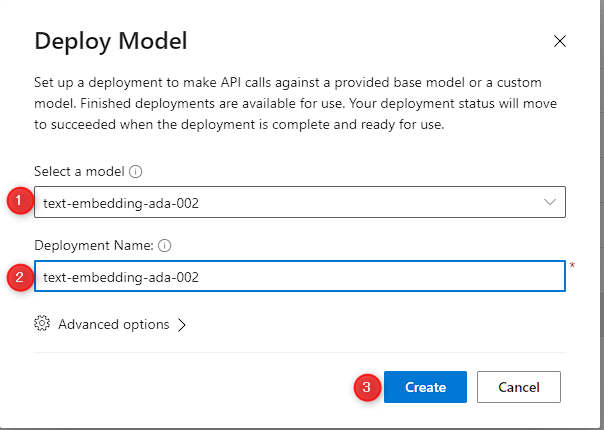 Deploy Model
Set up a deployment to make API calls against a provided base model or a custom
model. Finished deployments are available for use. Your deployment status will move
to succeeded when the deployment is complete and ready for use.
Select a model
1 text-embedding-ada-002
Deployment Name:
*
2 text-embedding-ada-002
Advanced options
3 Create Cancel